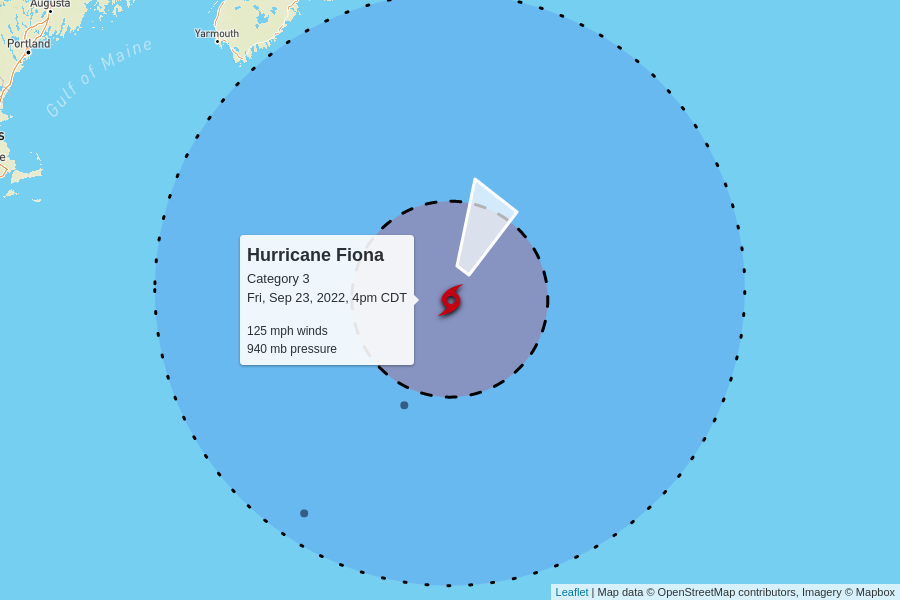 Augusta
Portland
Yarmouth
Gulf of Maine
s
e
Hurricane Fiona
Category 3
Fri, Sep 23, 2022, 4pm CDT
125 mph winds
940 mb pressure
Leaflet | Map data © OpenStreetMap contributors, Imagery © Mapbox